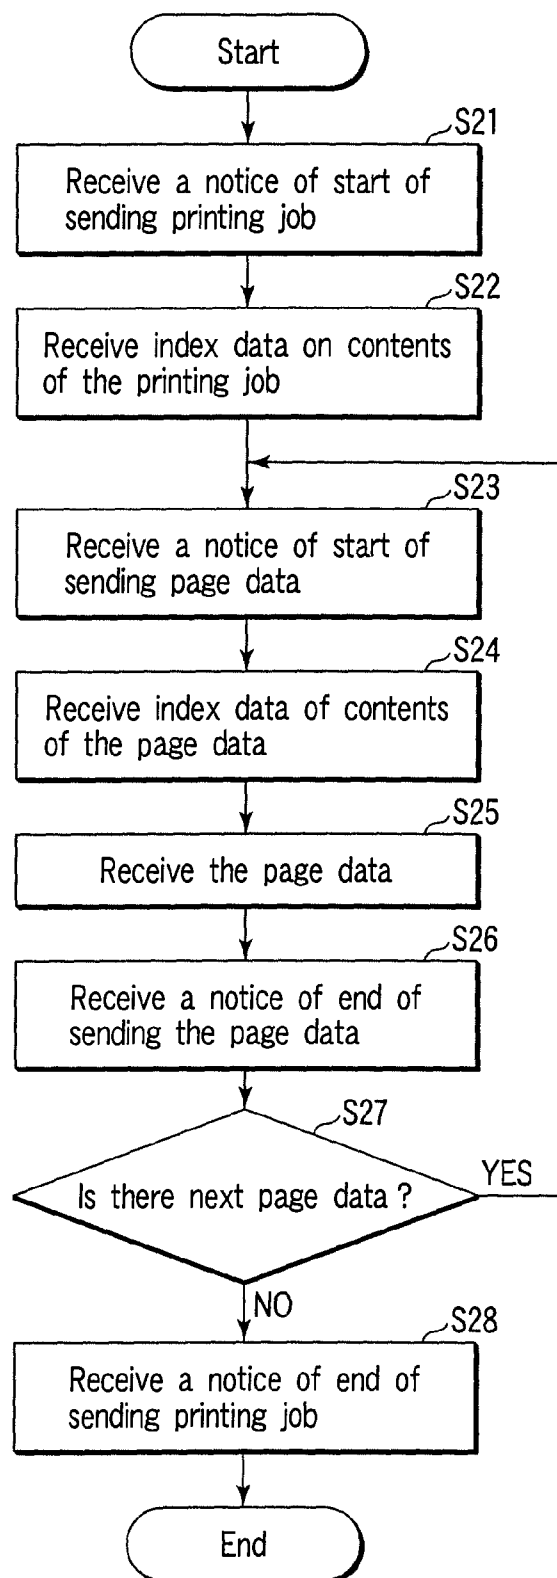 Start
S21
Receive a notice of start of
sending printing job
S22
Receive index data on contents
of the printing job
S23
Receive a notice of start of
sending page data
S24
Receive index data of contents
of the page data
S25
Receive the page data
S26
Receive a notice of end of
sending the page data
S27
Is there next page data ?
YES
NO
S28
Receive a notice of end of
sending printing job
End